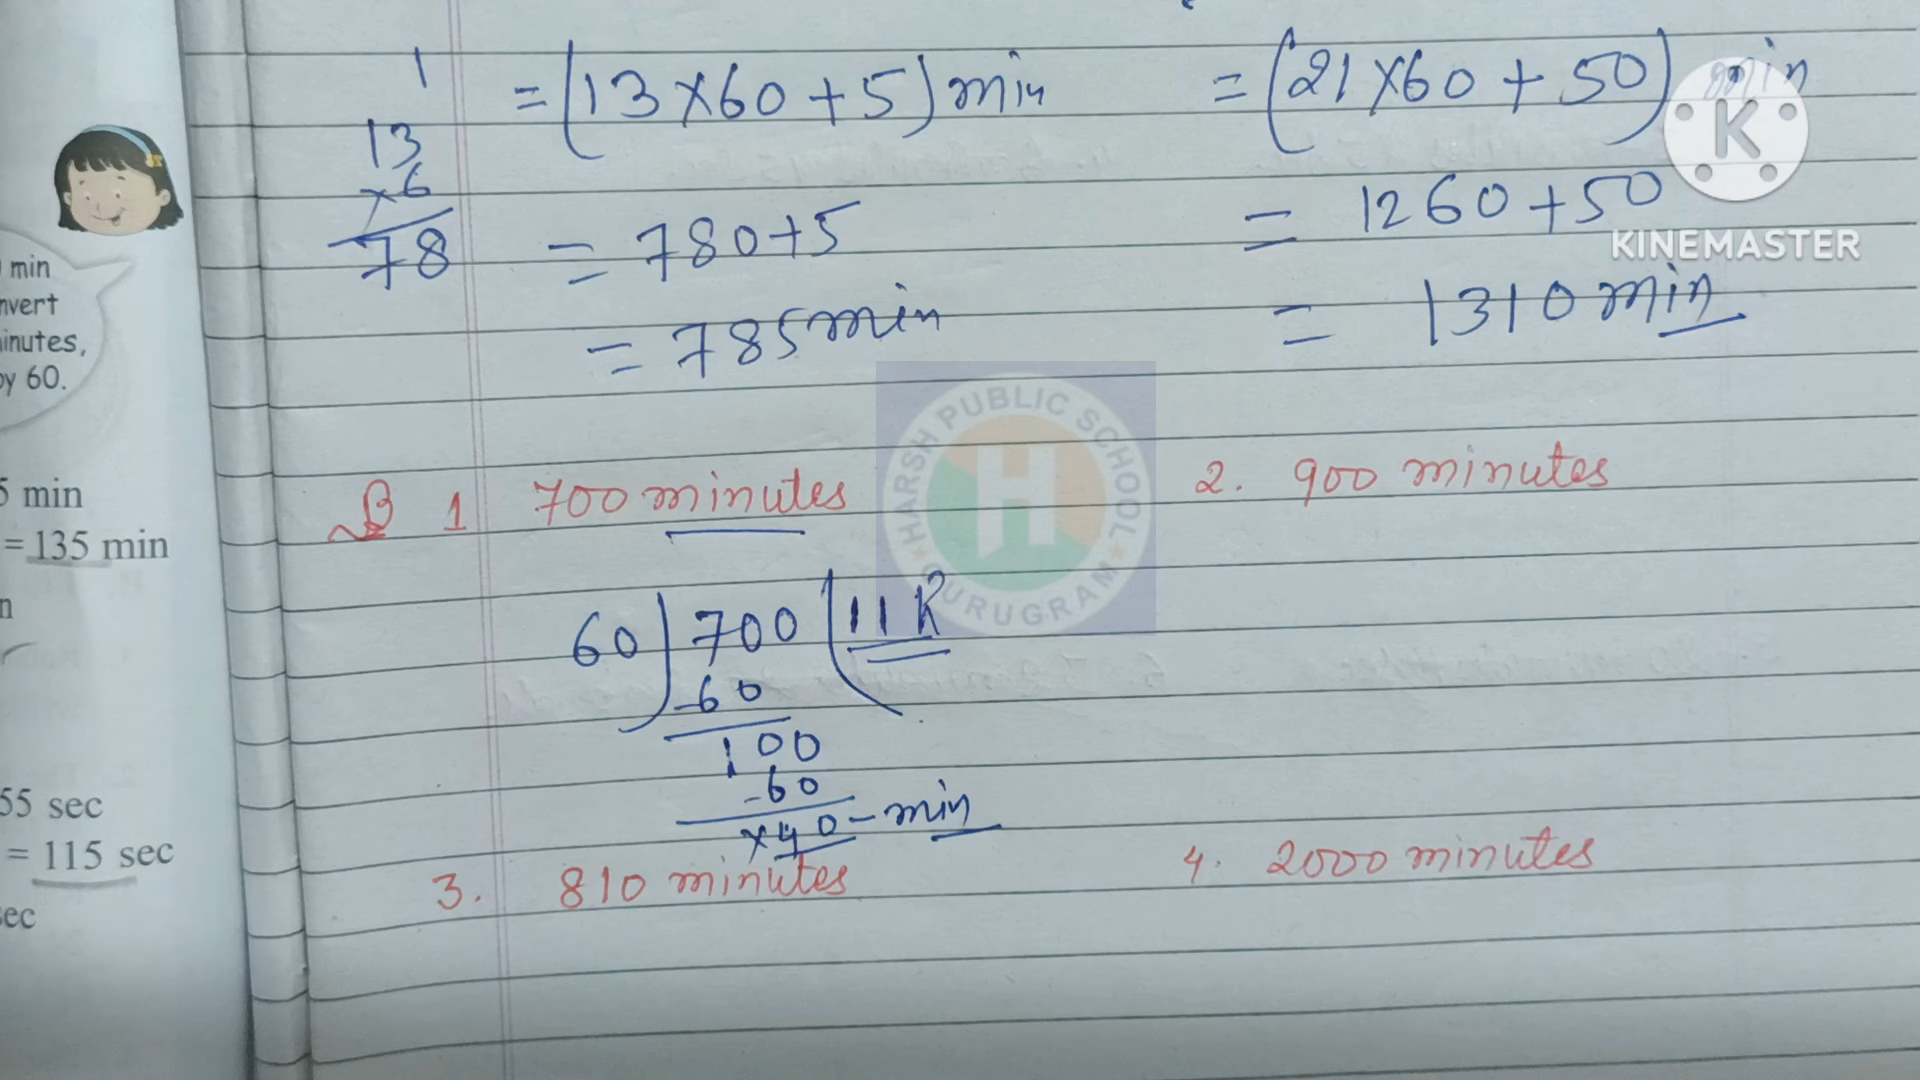 min
nvert
inutes,
by 60.
5 min
= 135 min
n
55 sec
= 115 sec
sec
1
13
×6
78
= (13×60+5) min
= 780+5
= 785 min
= (21×60+50) min
= 1260+50
= 1310 min
K
KINEMASTER
HARSH PUBLIC SCHOOL
GURUGRAM
H
B 1 700 minutes
60)700(11 h
-60
100
-60
×40-min
2. 900 minutes
3. 810 minutes
4. 2000 minutes